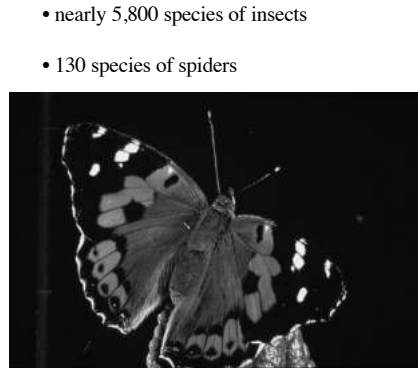 • nearly 5,800 species of insects
• 130 species of spiders